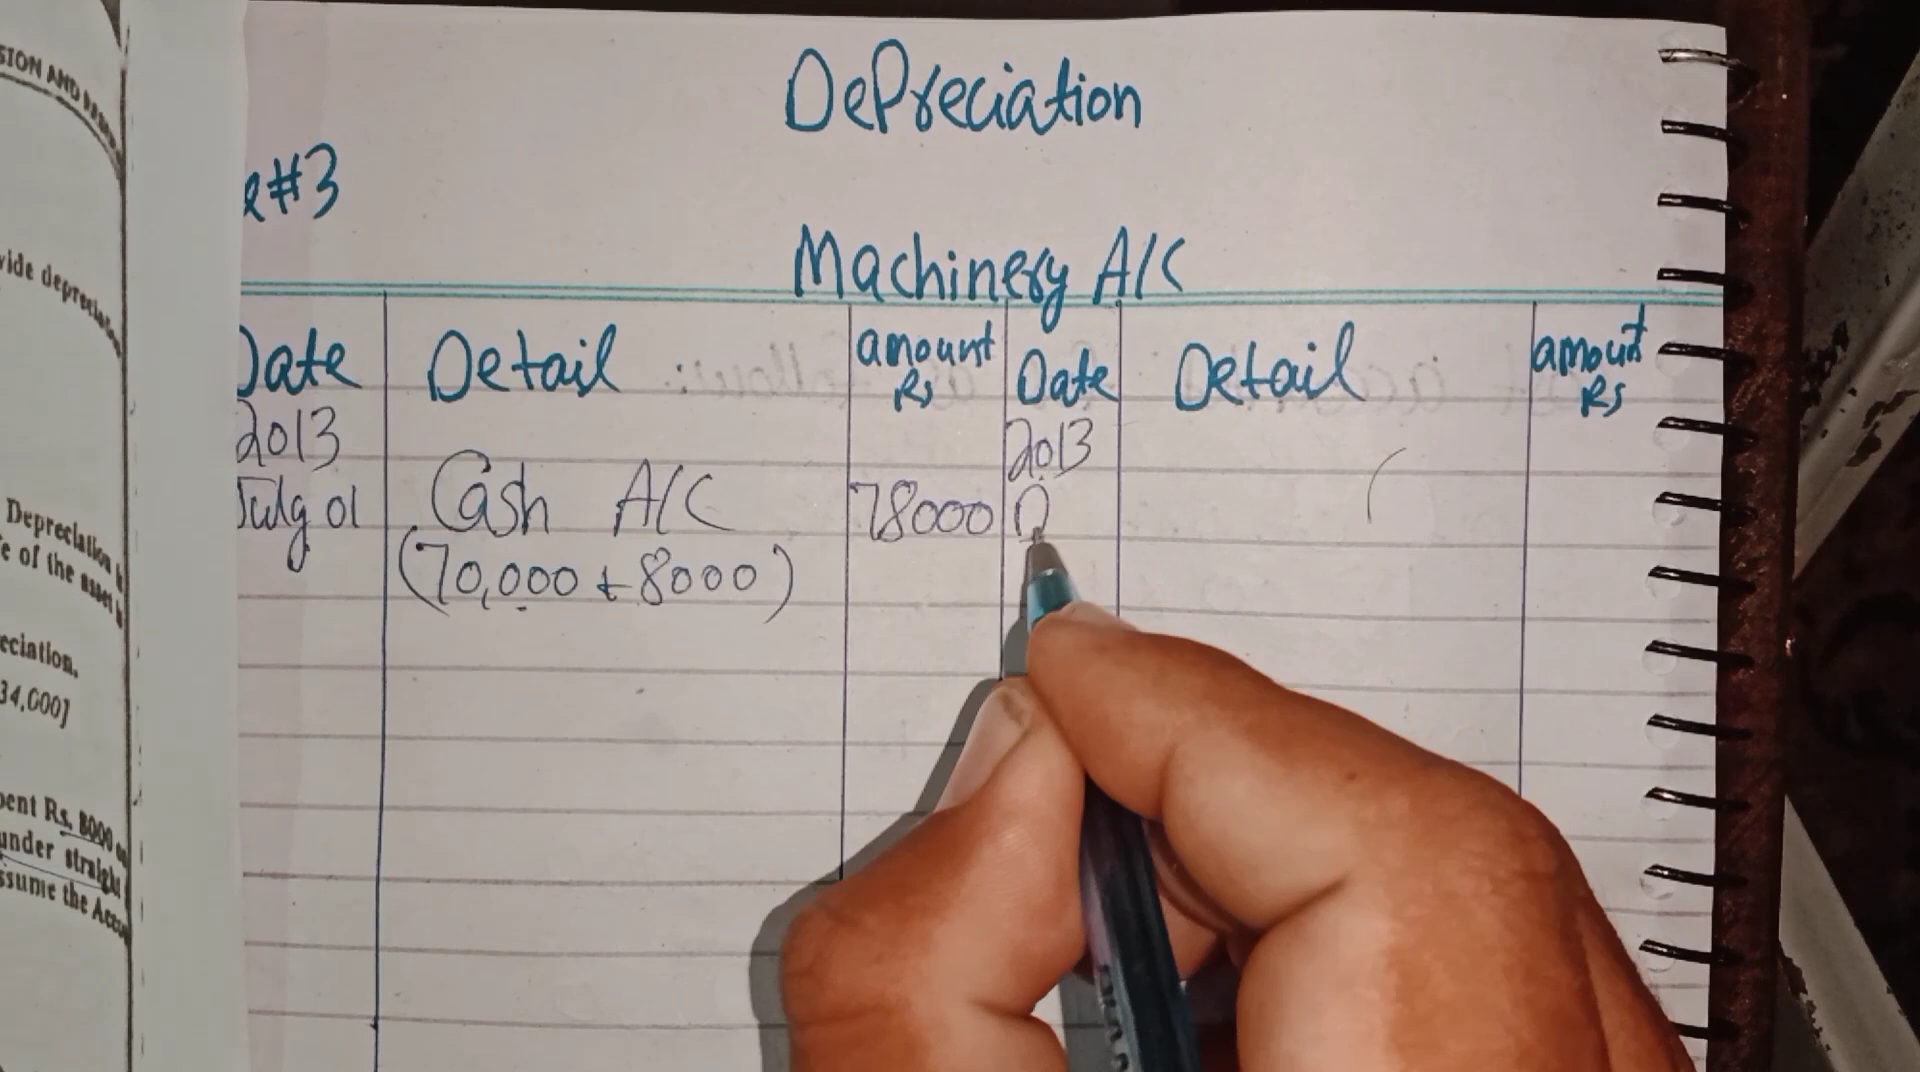 SION AND
vide depreciation
Depreciation
e of the asset
eciation.
34,000]
pent Rs. 8000
under straight
ssume the
DePreciation
e#3
Machinery A/C
Date Detail amount Rs Date Detail amount Rs
2013 2013
July 01 Cash A/C 78000
(70,000 + 8000)